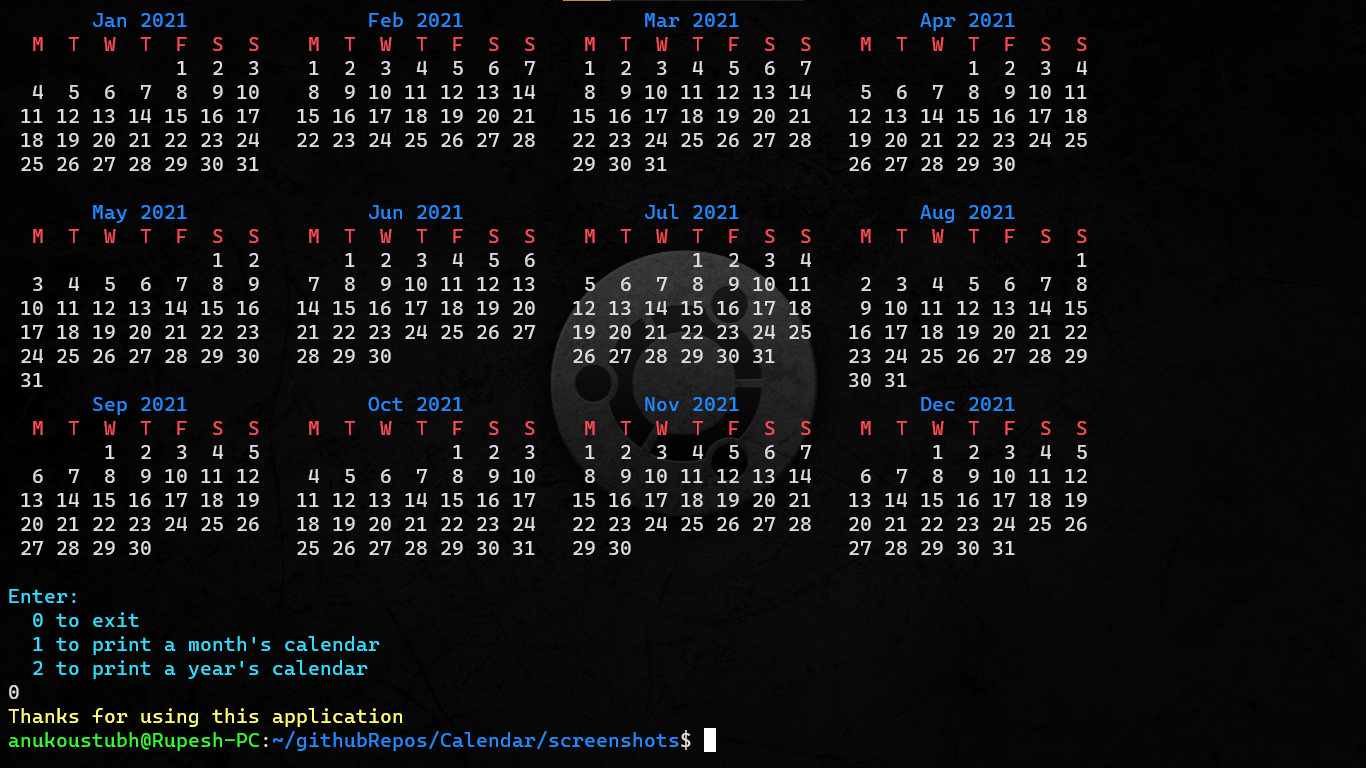 Jan 2021               Feb 2021               Mar 2021               Apr 2021
  M  T  W  T  F  S  S    M  T  W  T  F  S  S    M  T  W  T  F  S  S    M  T  W  T  F  S  S
              1  2  3    1  2  3  4  5  6  7    1  2  3  4  5  6  7              1  2  3  4
  4  5  6  7  8  9 10    8  9 10 11 12 13 14    8  9 10 11 12 13 14    5  6  7  8  9 10 11
 11 12 13 14 15 16 17   15 16 17 18 19 20 21   15 16 17 18 19 20 21   12 13 14 15 16 17 18
 18 19 20 21 22 23 24   22 23 24 25 26 27 28   22 23 24 25 26 27 28   19 20 21 22 23 24 25
 25 26 27 28 29 30 31                          29 30 31               26 27 28 29 30
       May 2021               Jun 2021               Jul 2021               Aug 2021
  M  T  W  T  F  S  S    M  T  W  T  F  S  S    M  T  W  T  F  S  S    M  T  W  T  F  S  S
                 1  2       1  2  3  4  5  6             1  2  3  4                      1
  3  4  5  6  7  8  9    7  8  9 10 11 12 13    5  6  7  8  9 10 11    2  3  4  5  6  7  8
 10 11 12 13 14 15 16   14 15 16 17 18 19 20   12 13 14 15 16 17 18    9 10 11 12 13 14 15
 17 18 19 20 21 22 23   21 22 23 24 25 26 27   19 20 21 22 23 24 25   16 17 18 19 20 21 22
 24 25 26 27 28 29 30   28 29 30               26 27 28 29 30 31      23 24 25 26 27 28 29
 31                                                                   30 31
       Sep 2021               Oct 2021               Nov 2021               Dec 2021
  M  T  W  T  F  S  S    M  T  W  T  F  S  S    M  T  W  T  F  S  S    M  T  W  T  F  S  S
        1  2  3  4  5                1  2  3    1  2  3  4  5  6  7          1  2  3  4  5
  6  7  8  9 10 11 12    4  5  6  7  8  9 10    8  9 10 11 12 13 14    6  7  8  9 10 11 12
 13 14 15 16 17 18 19   11 12 13 14 15 16 17   15 16 17 18 19 20 21   13 14 15 16 17 18 19
 20 21 22 23 24 25 26   18 19 20 21 22 23 24   22 23 24 25 26 27 28   20 21 22 23 24 25 26
 27 28 29 30            25 26 27 28 29 30 31   29 30                  27 28 29 30 31
Enter:
  0 to exit
  1 to print a month's calendar
  2 to print a year's calendar
0
Thanks for using this application
anukoustubh@Rupesh-PC:~/githubRepos/Calendar/screenshots$